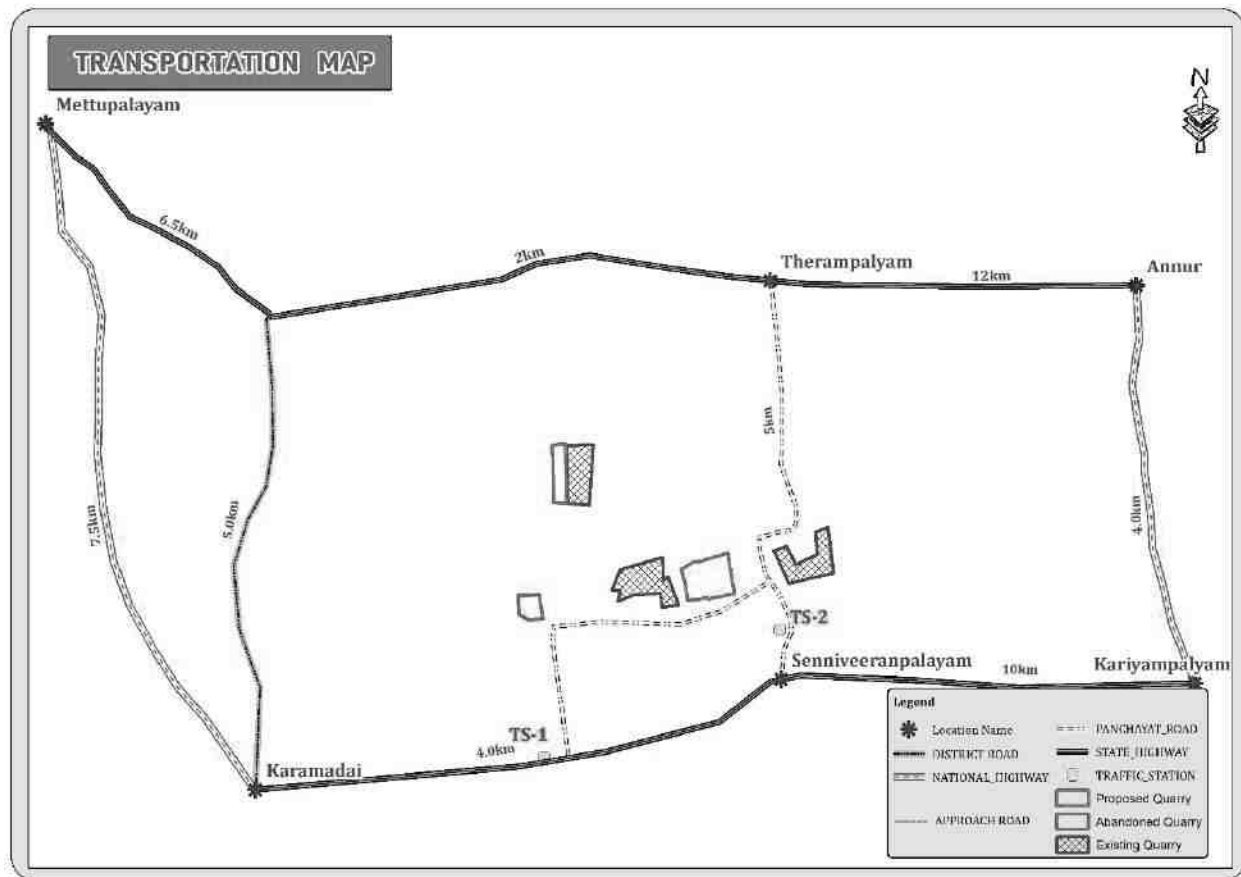 TRANSPORTATION MAP
N
Mettupalayam
6.5km
2km
Therampalyam
12km
Annur
5km
7.5km
5.0km
4.0km
TS-2
Senniveeranpalayam
10km
Kariyampalyam
TS-1
4.0km
Karamadai
Legend
Location Name
PANCHAYAT_ROAD
DISTRICT ROAD
STATE_HIGHWAY
NATIONAL_HIGHWAY
TRAFFIC_STATION
Proposed Quarry
APPROACH ROAD
Abandoned Quarry
Existing Quarry